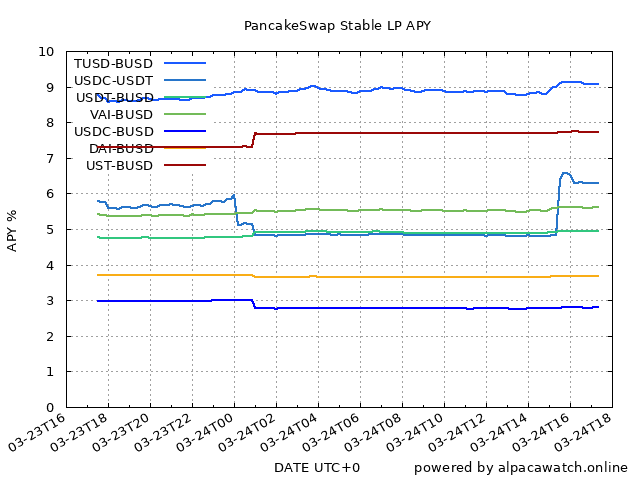 PancakeSwap Stable LP APY
10
9
8
7
6
5
4
3
2
1
0
APY %
TUSD-BUSD
USDC-USDT
USDT-BUSD
VAI-BUSD
USDC-BUSD
DAI-BUSD
UST-BUSD
03-23T16
03-23T18
03-23T20
03-23T22
03-24T00
03-24T02
03-24T04
03-24T06
03-24T08
03-24T10
03-24T12
03-24T14
03-24T16
03-24T18
DATE UTC+0
powered by alpacawatch.online